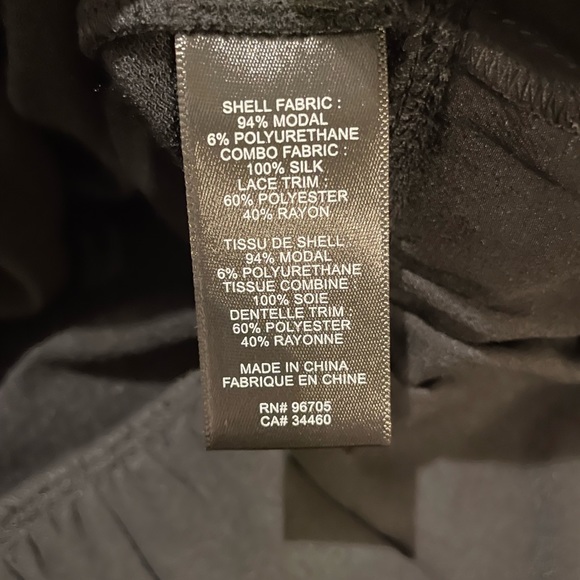 SHELL FABRIC :
94% MODAL
6% POLYURETHANE
COMBO FABRIC :
100% SILK
LACE TRIM :
60% POLYESTER
40% RAYON
TISSU DE SHELL :
94% MODAL
6% POLYURETHANE
TISSUE COMBINE :
100% SOIE
DENTELLE TRIM :
60% POLYESTER
40% RAYONNE
MADE IN CHINA
FABRIQUE EN CHINE
RN# 96705
CA# 34460